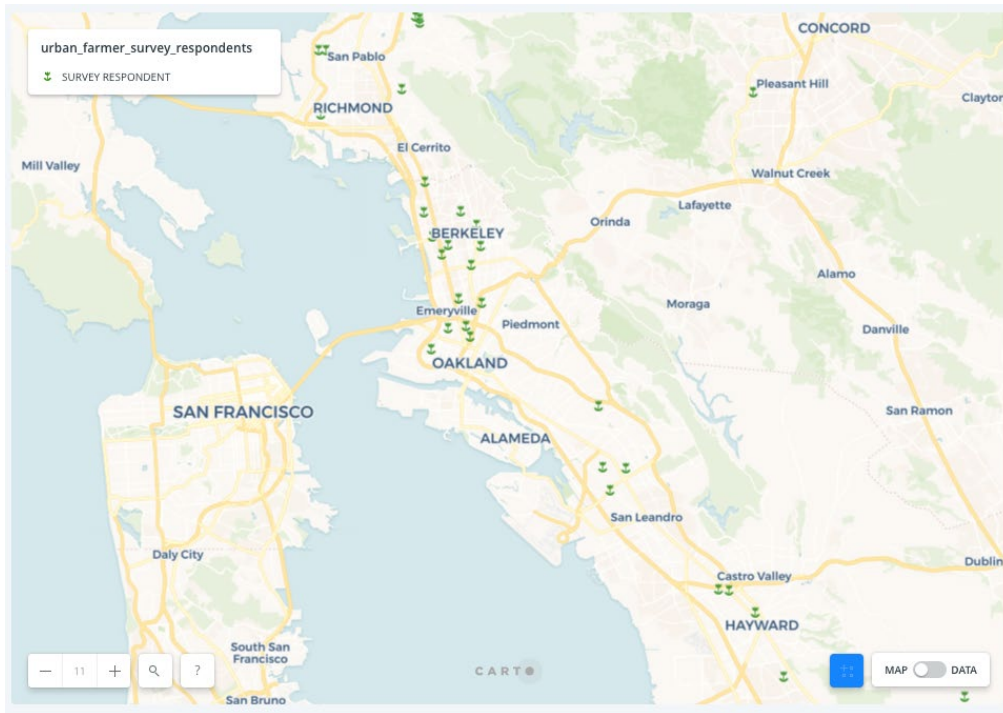 urban_farmer_survey_respondents
SURVEY RESPONDENT
CONCORD
San Pablo
Pleasant Hill
Clayton
RICHMOND
El Cerrito
Mill Valley
Walnut Creek
Lafayette
Orinda
BERKELEY
Alamo
Moraga
Emeryville
Piedmont
Danville
OAKLAND
SAN FRANCISCO
San Ramon
ALAMEDA
San Leandro
Daly City
Dublin
Castro Valley
HAYWARD
South San
Francisco
San Bruno
− 11 + ?
CARTO
MAP DATA